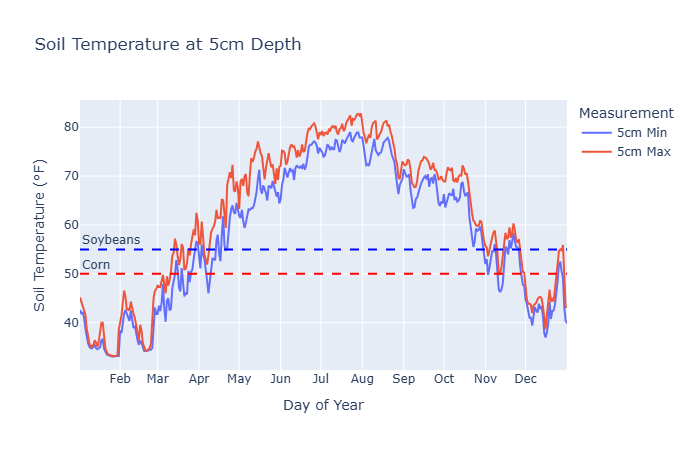 Soil Temperature at 5cm Depth
Measurement
5cm Min
5cm Max
Soil Temperature (°F)
80
70
60
50
40
Soybeans
Corn
Feb Mar Apr May Jun Jul Aug Sep Oct Nov Dec
Day of Year